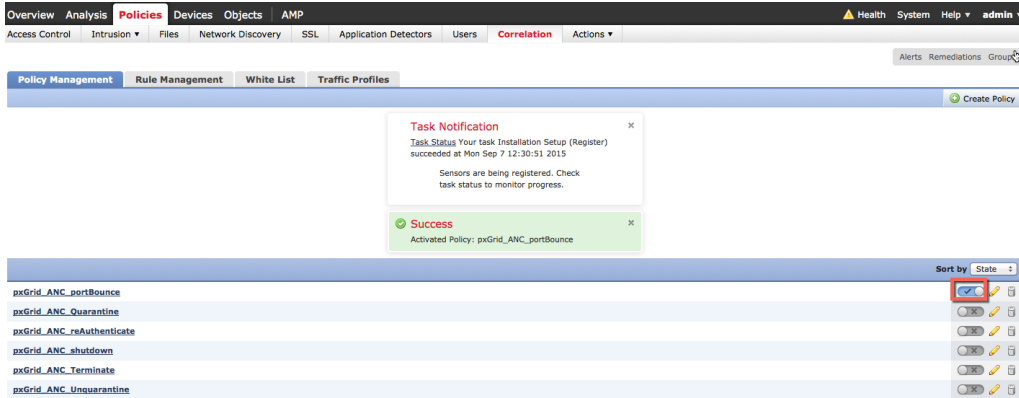 Overview Analysis Policies Devices Objects AMP Health System Help ▾ admin
Access Control Intrusion ▾ Files Network Discovery SSL Application Detectors Users Correlation Actions ▾
Alerts Remediations Groups
Policy Management Rule Management White List Traffic Profiles
Create Policy
Task Notification
Task Status Your task Installation Setup (Register)
succeeded at Mon Sep 7 12:30:51 2015
Sensors are being registered. Check
task status to monitor progress.
Success
Activated Policy: pxGrid_ANC_portBounce
Sort by State
pxGrid_ANC_portBounce
pxGrid_ANC_Quarantine
pxGrid_ANC_reAuthenticate
pxGrid_ANC_shutdown
pxGrid_ANC_Terminate
pxGrid_ANC_Unquarantine